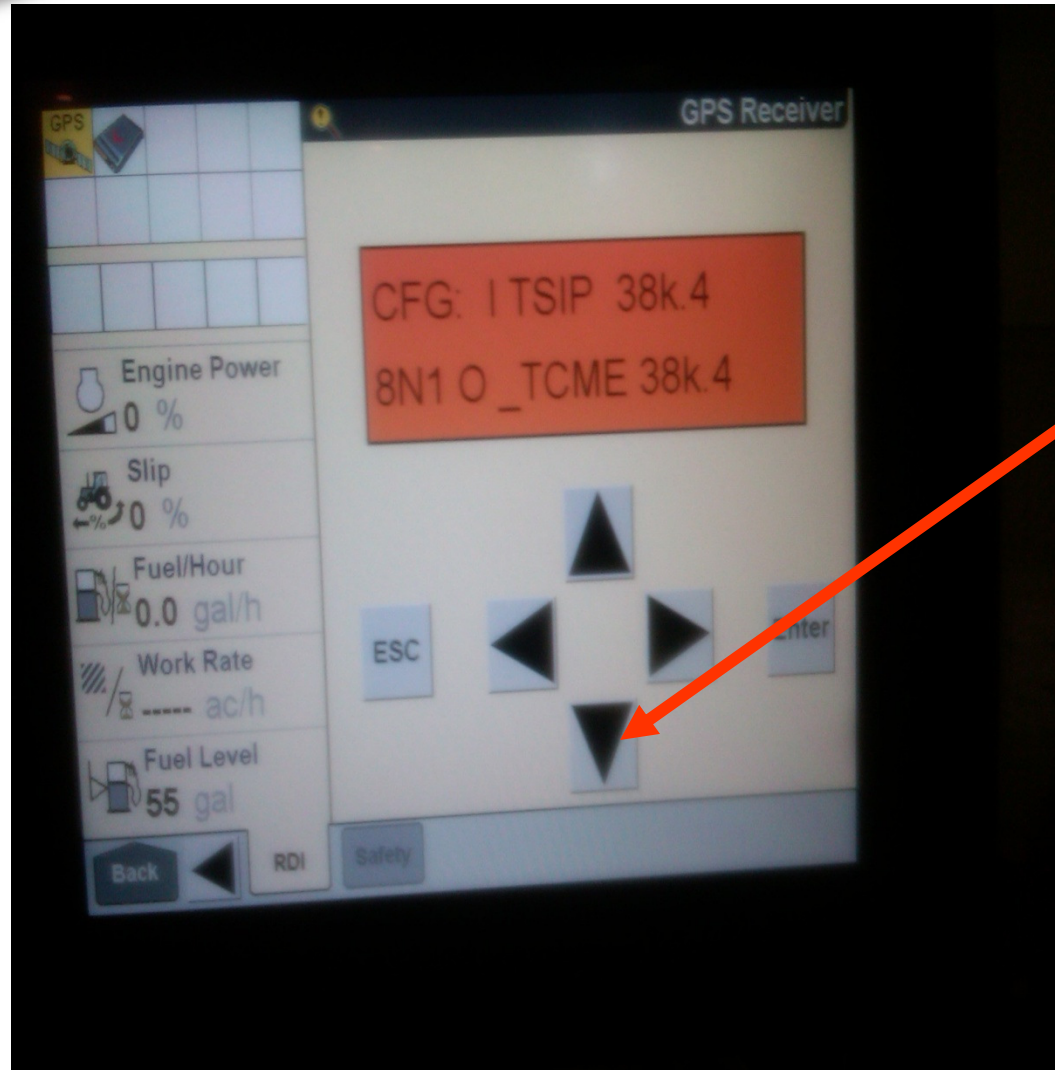 GPS
GPS Receiver
CFG: I TSIP 38k.4
8N1 O _TCME 38k.4
Engine Power
0 %
Slip
0 %
Fuel/Hour
0.0 gal/h
Work Rate
----- ac/h
Fuel Level
55 gal
ESC
Enter
Back
RDI
Safety